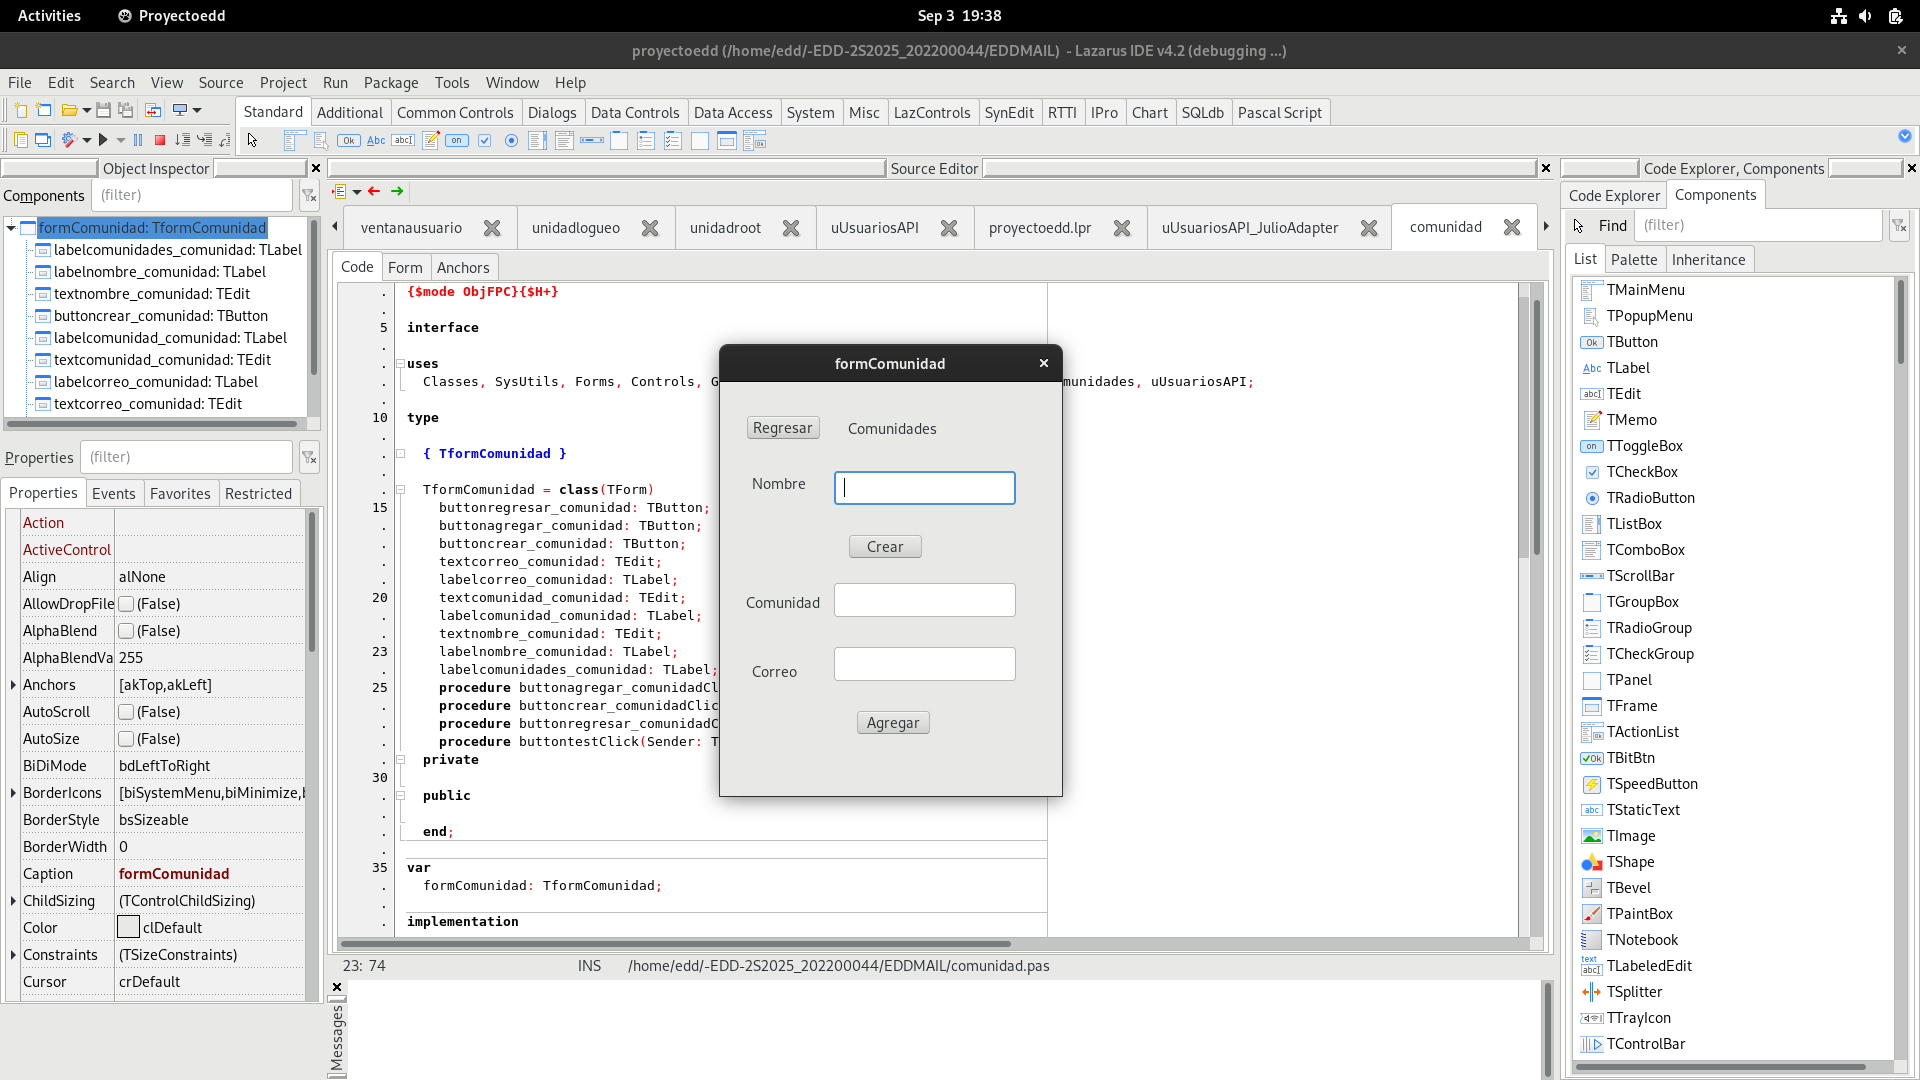 Activities
Proyectoedd
Sep 3 19:38
proyectoedd (/home/edd/-EDD-2S2025_202200044/EDDMAIL) - Lazarus IDE v4.2 (debugging ...)
File Edit Search View Source Project Run Package Tools Window Help
Standard Additional Common Controls Dialogs Data Controls Data Access System Misc LazControls SynEdit RTTI IPro Chart SQLdb Pascal Script
Object Inspector
Components (filter)
formComunidad: TformComunidad
labelcomunidades_comunidad: TLabel
labelnombre_comunidad: TLabel
textnombre_comunidad: TEdit
buttoncrear_comunidad: TButton
labelcomunidad_comunidad: TLabel
textcomunidad_comunidad: TEdit
labelcorreo_comunidad: TLabel
textcorreo_comunidad: TEdit
Properties (filter)
Properties Events Favorites Restricted
Action
ActiveControl
Align alNone
AllowDropFile (False)
AlphaBlend (False)
AlphaBlendVa 255
Anchors [akTop,akLeft]
AutoScroll (False)
AutoSize (False)
BiDiMode bdLeftToRight
BorderIcons [biSystemMenu,biMinimize,b
BorderStyle bsSizeable
BorderWidth 0
Caption formComunidad
ChildSizing (TControlChildSizing)
Color clDefault
Constraints (TSizeConstraints)
Cursor crDefault
Source Editor
ventanausuario unidadlogueo unidadroot uUsuariosAPI proyectoedd.lpr uUsuariosAPI_JulioAdapter comunidad
Code Form Anchors
{$mode ObjFPC}{$H+}
5 interface
uses
Classes, SysUtils, Forms, Controls, G
munidades, uUsuariosAPI;
10 type
{ TformComunidad }
TformComunidad = class(TForm)
15 buttonregresar_comunidad: TButton;
buttonagregar_comunidad: TButton;
buttoncrear_comunidad: TButton;
textcorreo_comunidad: TEdit;
labelcorreo_comunidad: TLabel;
20 textcomunidad_comunidad: TEdit;
labelcomunidad_comunidad: TLabel;
textnombre_comunidad: TEdit;
23 labelnombre_comunidad: TLabel;
labelcomunidades_comunidad: TLabel;
25 procedure buttonagregar_comunidadCl
procedure buttoncrear_comunidadClic
procedure buttonregresar_comunidadC
procedure buttontestClick(Sender: T
private
30
public
end;
35 var
formComunidad: TformComunidad;
implementation
23: 74 INS /home/edd/-EDD-2S2025_202200044/EDDMAIL/comunidad.pas
Messages
formComunidad
Regresar Comunidades
Nombre
Crear
Comunidad
Correo
Agregar
Code Explorer, Components
Code Explorer Components
Find (filter)
List Palette Inheritance
TMainMenu
TPopupMenu
Ok TButton
Abc TLabel
abcI TEdit
TMemo
on TToggleBox
TCheckBox
TRadioButton
TListBox
TComboBox
TScrollBar
TGroupBox
TRadioGroup
TCheckGroup
TPanel
TFrame
TActionList
Ok TBitBtn
TSpeedButton
abc TStaticText
TImage
TShape
TBevel
TPaintBox
TNotebook
text abcI TLabeledEdit
TSplitter
TTrayIcon
TControlBar